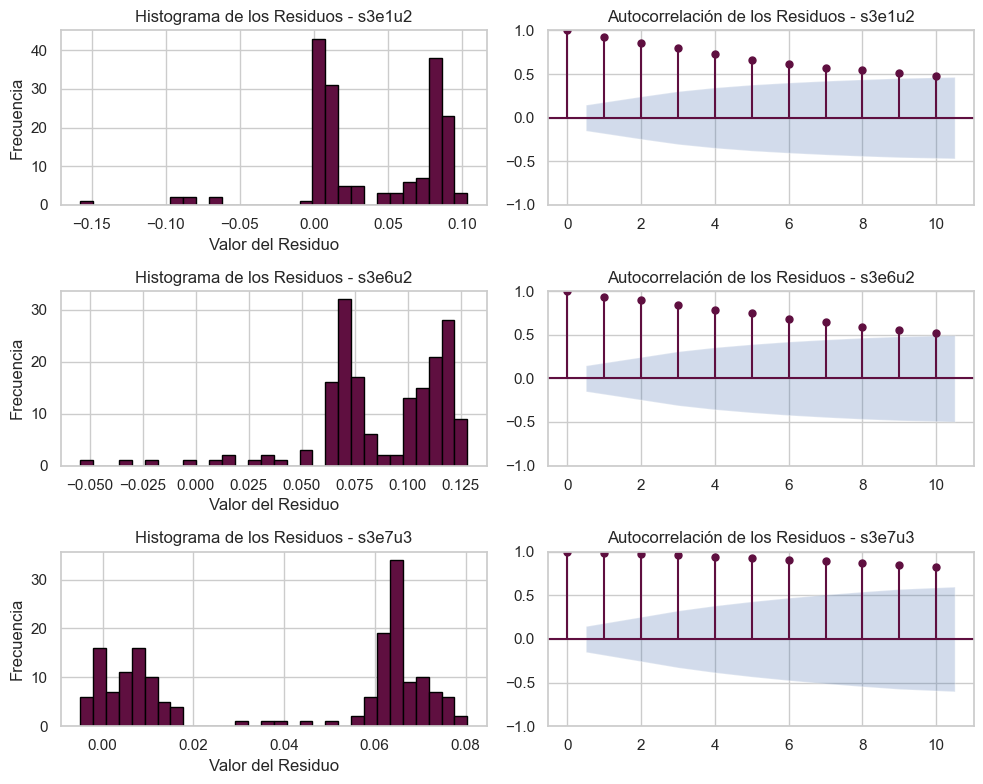 Histograma de los Residuos - s3e1u2
Frecuencia
40
30
20
10
0
−0.15 −0.10 −0.05 0.00 0.05 0.10
Valor del Residuo
Autocorrelación de los Residuos - s3e1u2
1.0
0.5
0.0
−0.5
−1.0
0 2 4 6 8 10
Histograma de los Residuos - s3e6u2
Frecuencia
30
20
10
0
−0.050 −0.025 0.000 0.025 0.050 0.075 0.100 0.125
Valor del Residuo
Autocorrelación de los Residuos - s3e6u2
1.0
0.5
0.0
−0.5
−1.0
0 2 4 6 8 10
Histograma de los Residuos - s3e7u3
Frecuencia
30
20
10
0
0.00 0.02 0.04 0.06 0.08
Valor del Residuo
Autocorrelación de los Residuos - s3e7u3
1.0
0.5
0.0
−0.5
−1.0
0 2 4 6 8 10